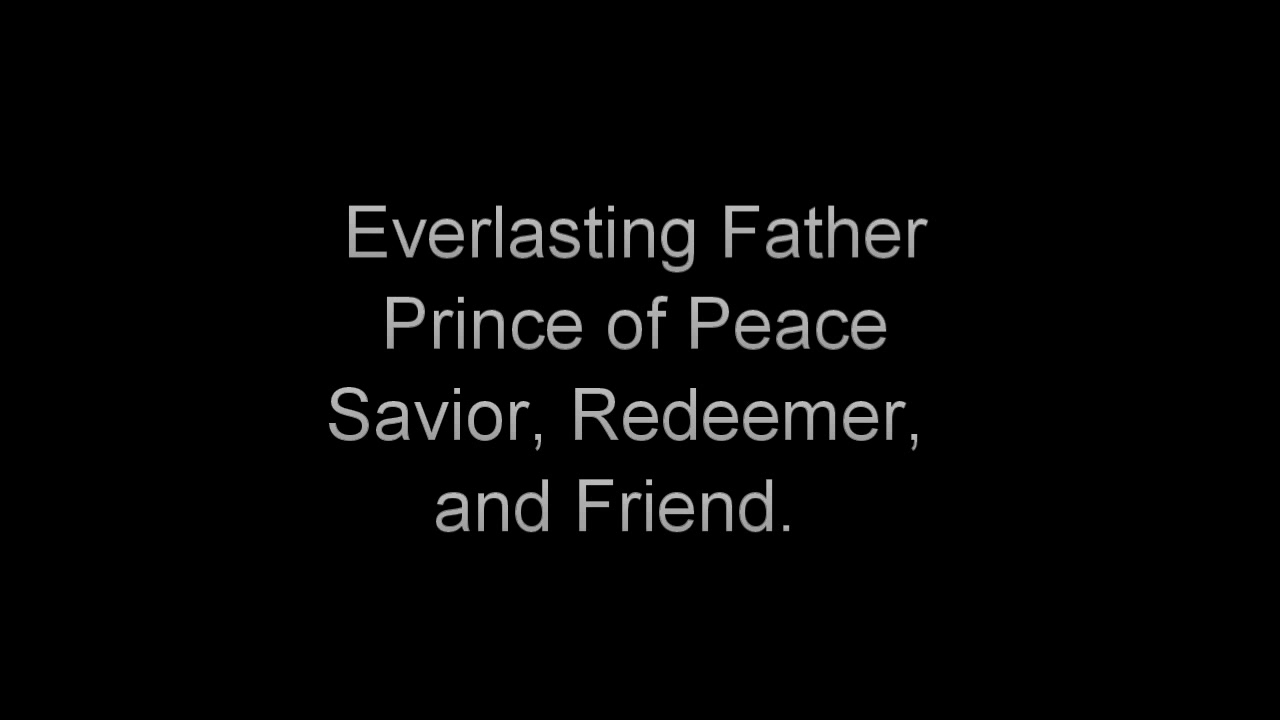 Everlasting Father
Prince of Peace
Savior, Redeemer,
and Friend.